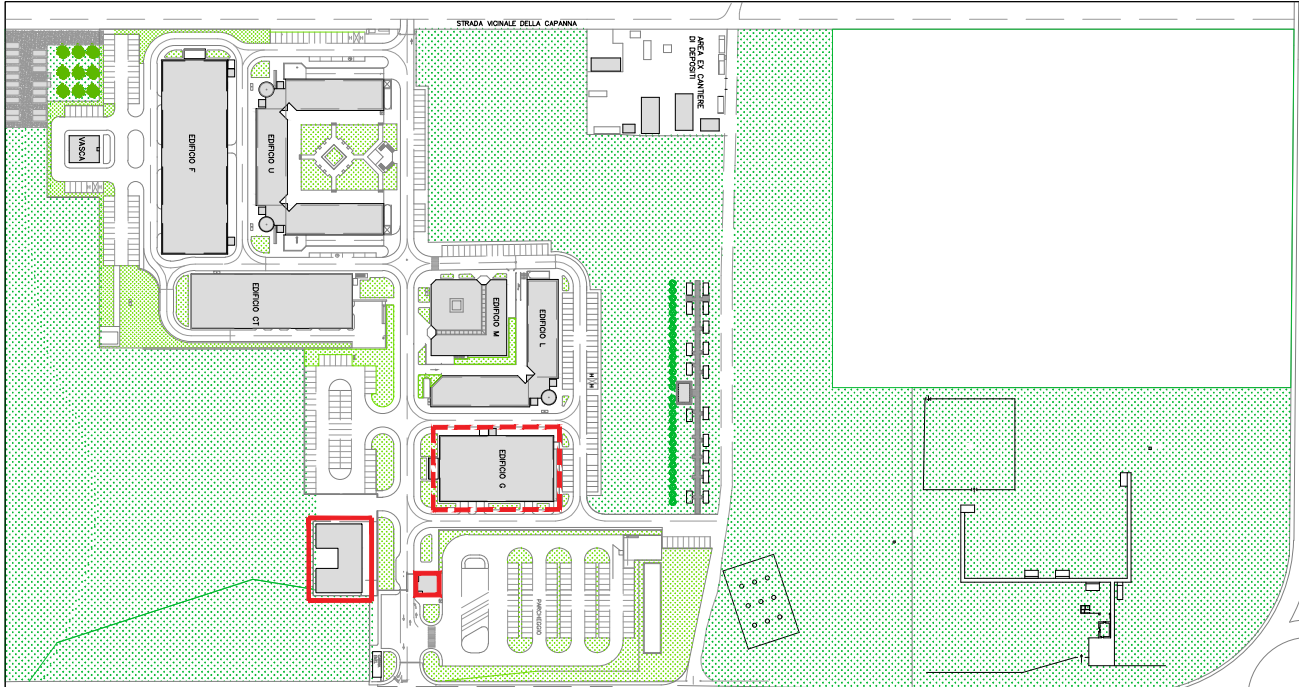 STRADA VICINALE DELLA CAPANNA
AREA EX CANTIERE
DI DEPOSITI
VASCA
EDIFICIO F
EDIFICIO U
EDIFICIO CT
EDIFICIO M
EDIFICIO L
EDIFICIO G
PARCHEGGIO